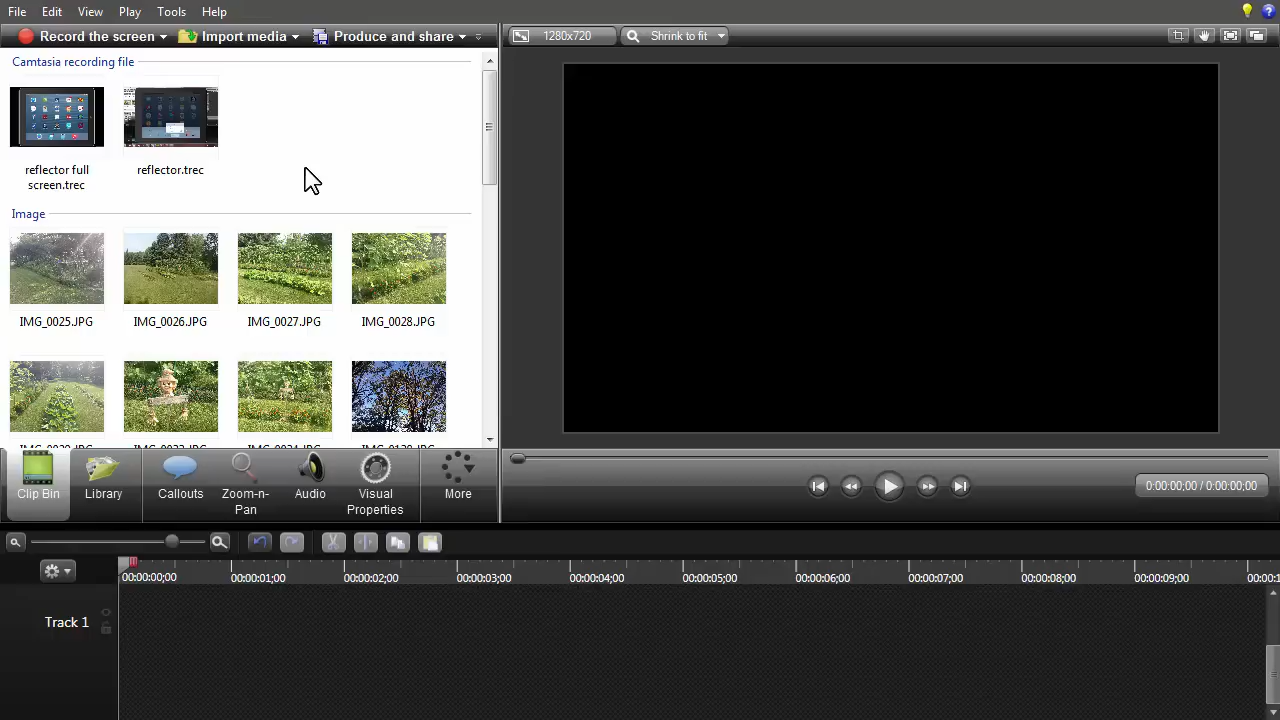 File Edit View Play Tools Help
Record the screen Import media Produce and share 1280x720 Shrink to fit
Camtasia recording file
reflector full screen.trec
reflector.trec
Image
IMG_0025.JPG IMG_0026.JPG IMG_0027.JPG IMG_0028.JPG
Clip Bin Library Callouts Zoom-n-Pan Audio Visual Properties More
0:00:00;00 / 0:00:00;00
00:00:00;00 00:00:01;00 00:00:02;00 00:00:03;00 00:00:04;00 00:00:05;00 00:00:06;00 00:00:07;00 00:00:08;00 00:00:09;00
Track 1